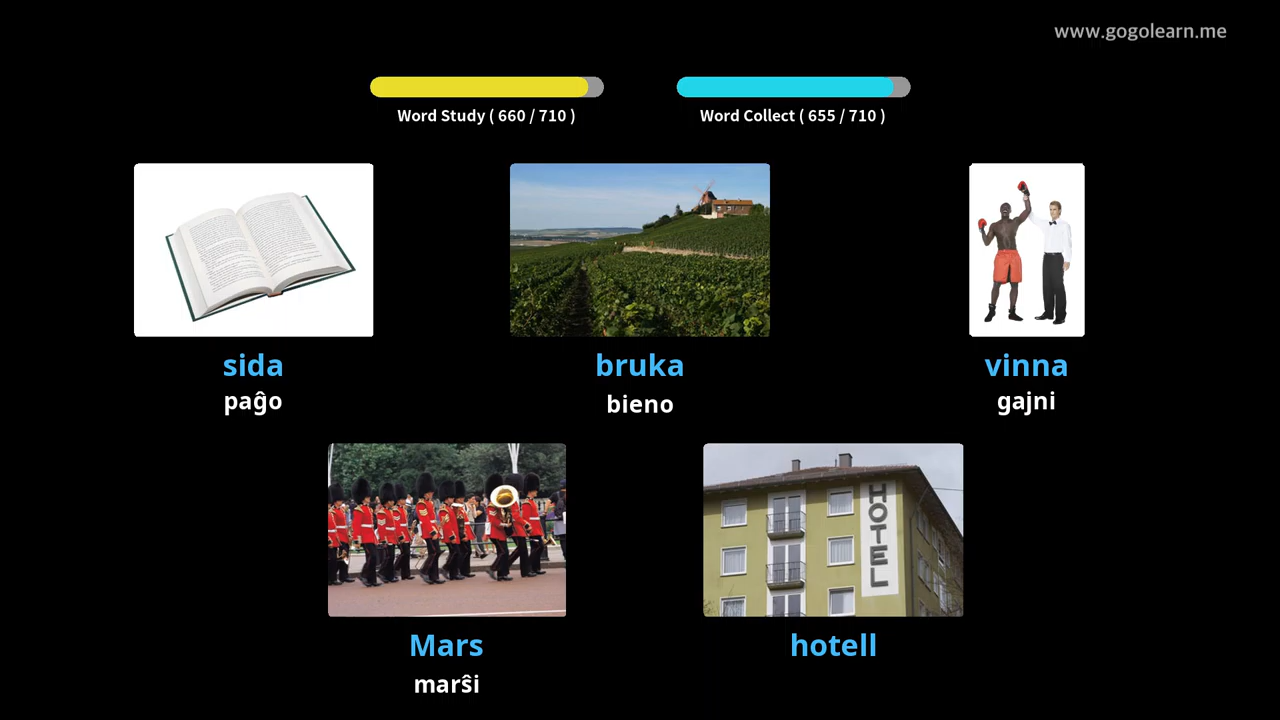 www.gogolearn.me
Word Study ( 660 / 710 )
Word Collect ( 655 / 710 )
sida
paĝo
bruka
bieno
vinna
gajni
HOTEL
Mars
marŝi
hotell